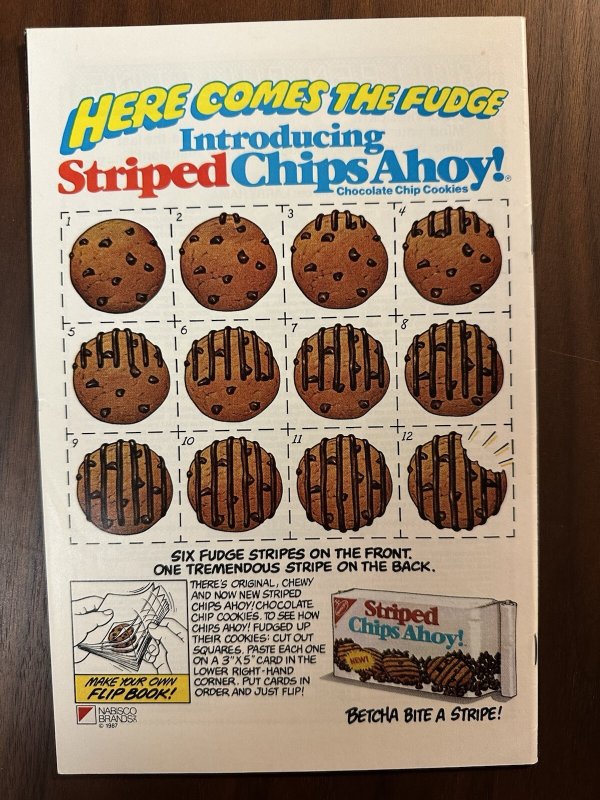 HERE COMES THE FUDGE
Introducing
Striped Chips Ahoy!®
Chocolate Chip Cookies
1
2
3
4
5
6
7
8
9
10
11
12
SIX FUDGE STRIPES ON THE FRONT.
ONE TREMENDOUS STRIPE ON THE BACK.
THERE'S ORIGINAL, CHEWY
AND NOW NEW STRIPED
CHIPS AHOY! CHOCOLATE
CHIP COOKIES. TO SEE HOW
CHIPS AHOY! FUDGED UP
THEIR COOKIES: CUT OUT
SQUARES. PASTE EACH ONE
ON A 3"X5" CARD IN THE
LOWER RIGHT-HAND
CORNER. PUT CARDS IN
ORDER AND JUST FLIP!
MAKE YOUR OWN
FLIP BOOK!
NABISCO
BRANDS
© 1987
Striped
Chips Ahoy!
NEW!
BETCHA BITE A STRIPE!